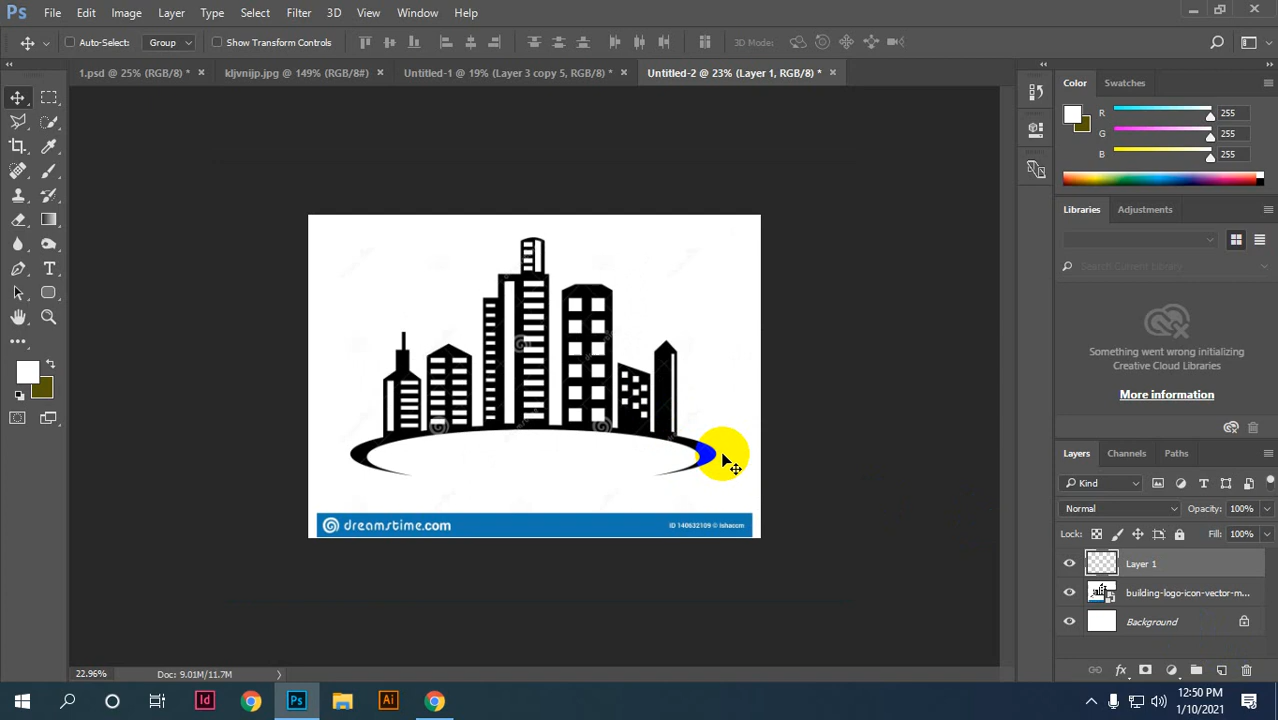 Ps File Edit Image Layer Type Select Filter 3D View Window Help
Auto-Select: Group Show Transform Controls 3D Mode:
1.psd @ 25% (RGB/8) * × kljvnijp.jpg @ 149% (RGB/8#) × Untitled-1 @ 19% (Layer 3 copy 5, RGB/8) * × Untitled-2 @ 23% (Layer 1, RGB/8) * ×
Color Swatches
R 255
G 255
B 255
Libraries Adjustments
Search Current Library
Something went wrong initializing
Creative Cloud Libraries
More information
Layers Channels Paths
Kind
Normal Opacity: 100%
Lock: Fill: 100%
Layer 1
building-logo-icon-vector-m...
Background
dreamstime.com ID 140632109 © ishaccm
22.96% Doc: 9.01M/11.7M
Id Ps Ai
12:50 PM
1/10/2021